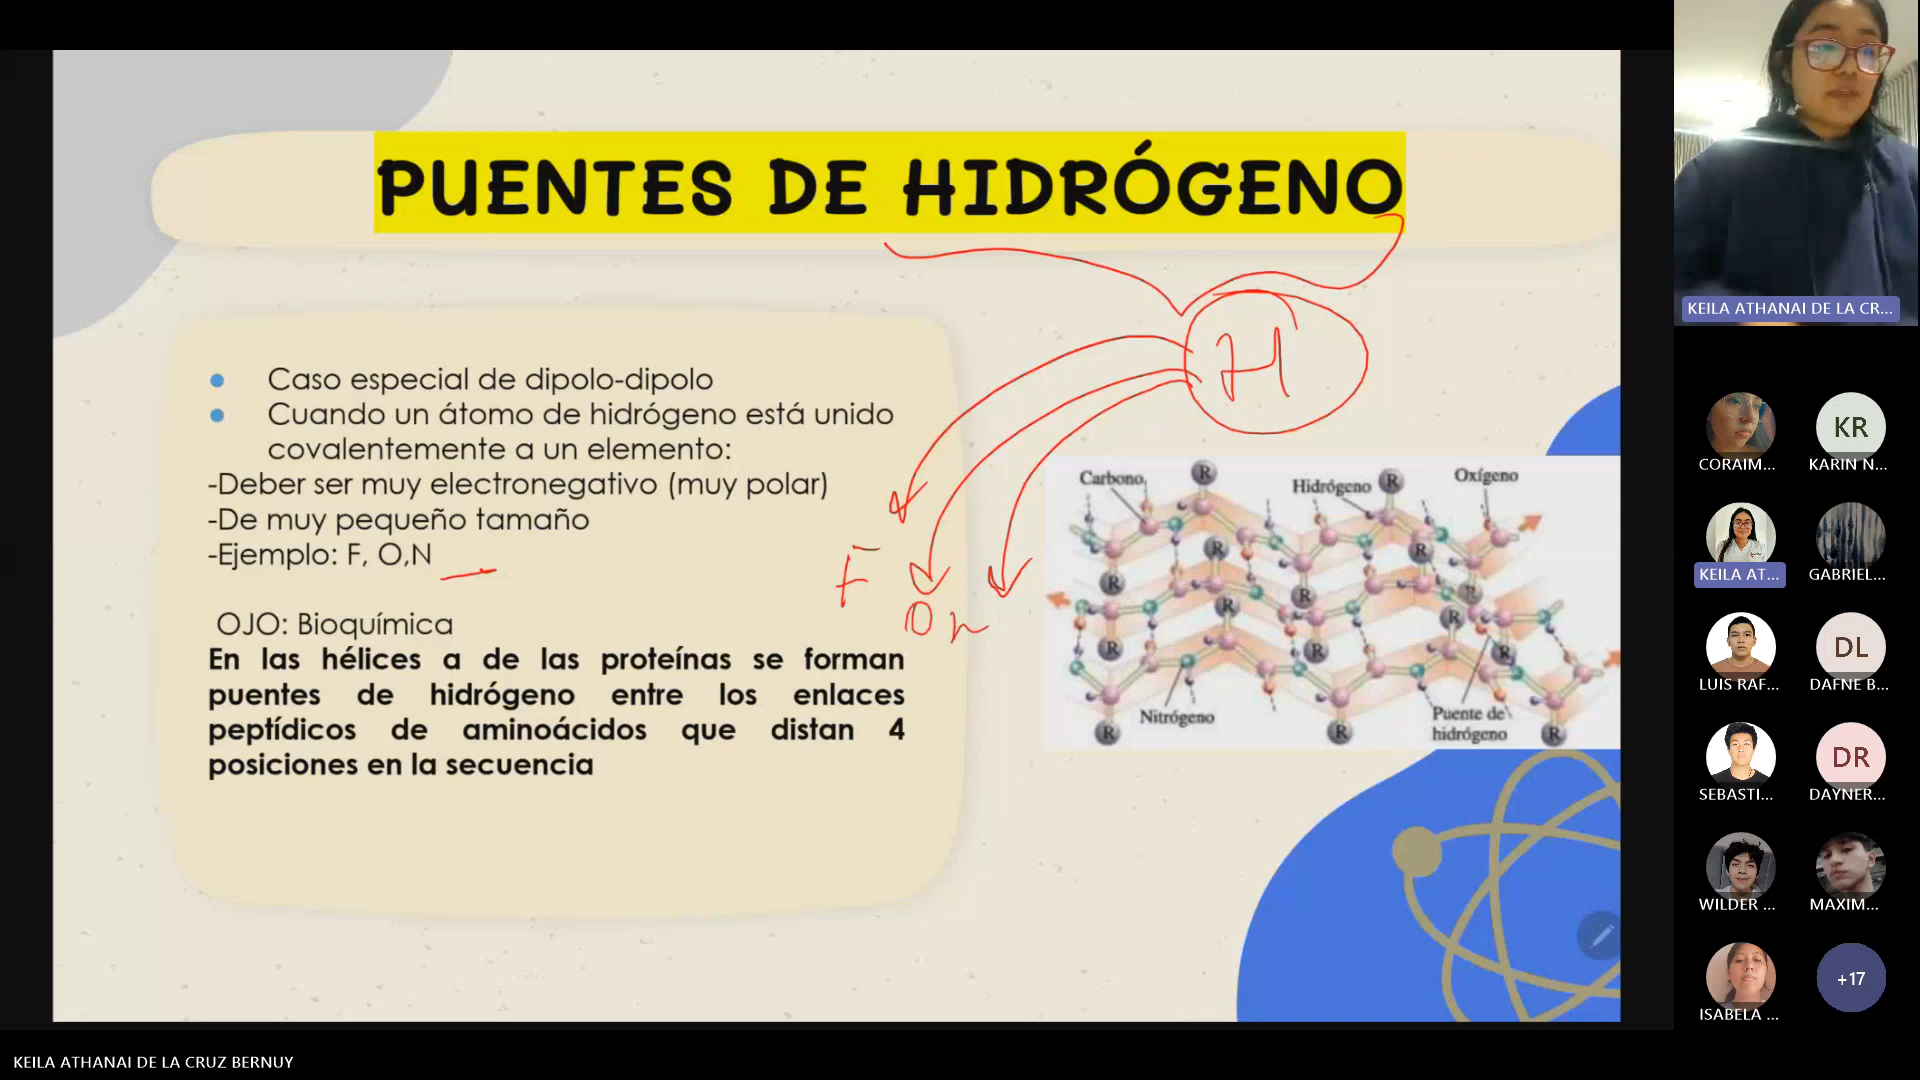 PUENTES DE HIDRÓGENO
H
Caso especial de dipolo-dipolo
Cuando un átomo de hidrógeno está unido
covalentemente a un elemento:
-Deber ser muy electronegativo (muy polar)
-De muy pequeño tamaño
-Ejemplo: F, O,N
F
O n
OJO: Bioquímica
En las hélices a de las proteínas se forman
puentes de hidrógeno entre los enlaces
peptídicos de aminoácidos que distan 4
posiciones en la secuencia
Carbono
R
Hidrógeno
R
Oxígeno
R
R
R
R
R
R
R
R
R
R
Nitrógeno
Puente de
hidrógeno
R
R
R
KEILA ATHANAI DE LA CR...
CORAIM...
KR
KARIN N...
KEILA AT...
GABRIEL...
LUIS RAF...
DL
DAFNE B...
SEBASTI...
DR
DAYNER...
WILDER ...
MAXIM...
ISABELA ...
+17
KEILA ATHANAI DE LA CRUZ BERNUY